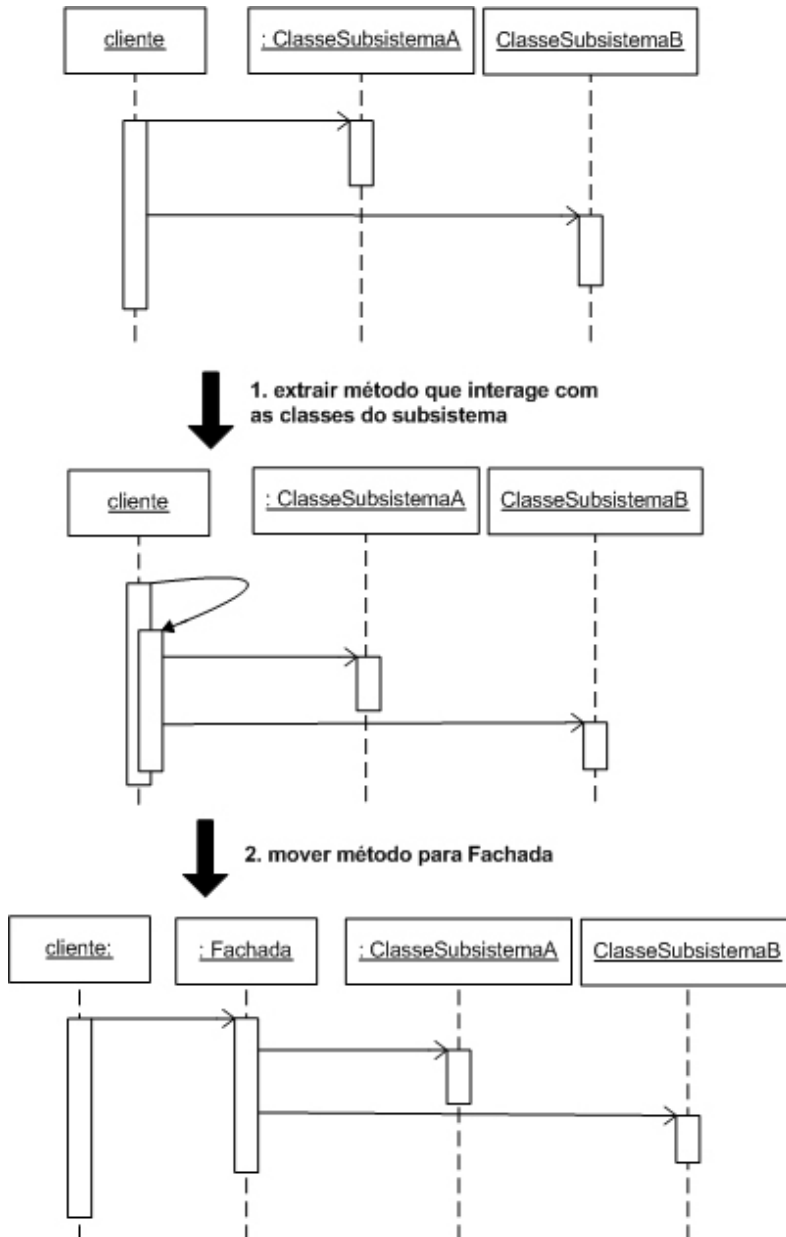 cliente
: ClasseSubsistemaA
ClasseSubsistemaB
1. extrair método que interage com
as classes do subsistema
cliente
: ClasseSubsistemaA
ClasseSubsistemaB
2. mover método para Fachada
cliente:
: Fachada
: ClasseSubsistemaA
ClasseSubsistemaB